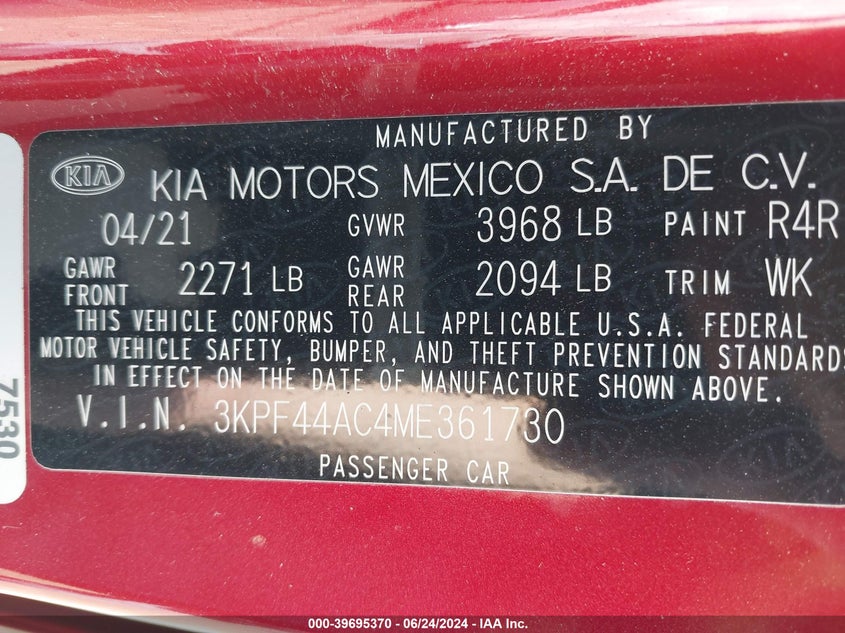 MANUFACTURED BY
KIA KIA MOTORS MEXICO S.A. DE C.V.
04/21 GVWR 3968 LB PAINT R4R
GAWR FRONT 2271 LB GAWR REAR 2094 LB TRIM WK
THIS VEHICLE CONFORMS TO ALL APPLICABLE U.S.A. FEDERAL
MOTOR VEHICLE SAFETY, BUMPER, AND THEFT PREVENTION STANDARDS
IN EFFECT ON THE DATE OF MANUFACTURE SHOWN ABOVE.
V.I.N. 3KPF44AC4ME361730
PASSENGER CAR
7530
000-39695370 - 06/24/2024 - IAA Inc.